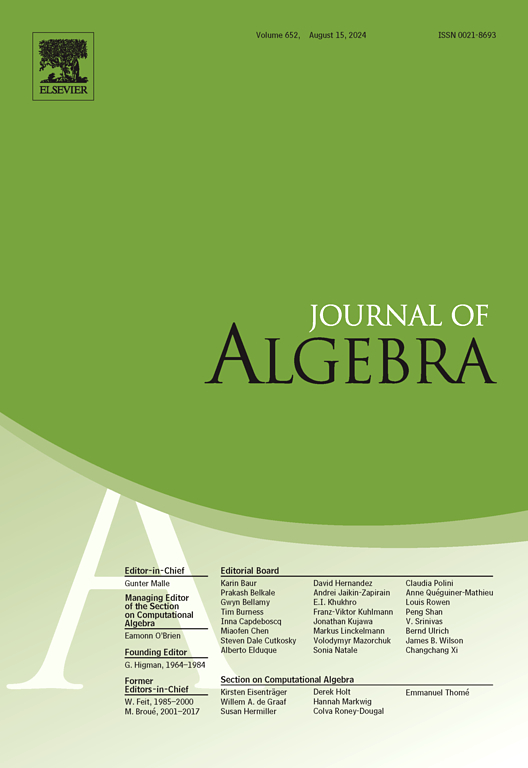 Volume 652, August 15, 2024 ISSN 0021-8693
ELSEVIER
JOURNAL OF
ALGEBRA
A
Editor-in-Chief
Gunter Malle
Managing Editor
of the Section
on Computational
Algebra
Eamonn O'Brien
Founding Editor
G. Higman, 1964–1984
Former
Editors-in-Chief
W. Feit, 1985–2000
M. Broué, 2001–2017
Editorial Board
Karin Baur
Prakash Belkale
Gwyn Bellamy
Tim Burness
Inna Capdeboscq
Miaofen Chen
Steven Dale Cutkosky
Alberto Elduque
David Hernandez
Andrei Jaikin-Zapirain
E.I. Khukhro
Franz-Viktor Kuhlmann
Jonathan Kujawa
Markus Linckelmann
Volodymyr Mazorchuk
Sonia Natale
Claudia Polini
Anne Quéguiner-Mathieu
Louis Rowen
Peng Shan
V. Srinivas
Bernd Ulrich
James B. Wilson
Changchang Xi
Section on Computational Algebra
Kirsten Eisenträger
Willem A. de Graaf
Susan Hermiller
Derek Holt
Hannah Markwig
Colva Roney-Dougal
Emmanuel Thomé